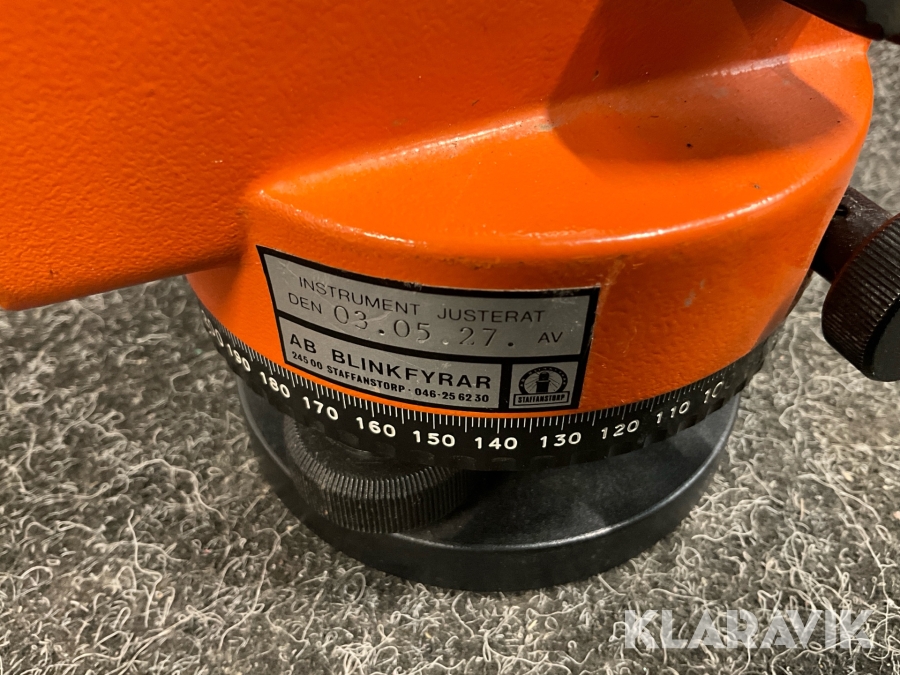 INSTRUMENT JUSTERAT
DEN 03.05.27. AV
AB BLINKFYRAR
245 00 STAFFANSTORP · 046-25 62 30
STAFFANSTORP
190 180 170 160 150 140 130 120 110
KLARAVIK